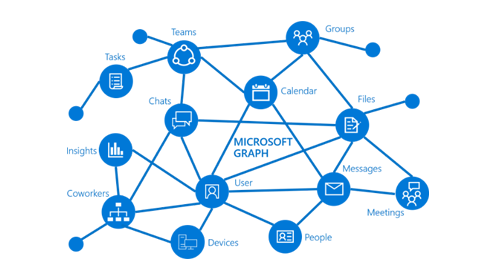 Teams
Groups
Tasks
Calendar
Chats
Files
MICROSOFT
GRAPH
Insights
User
Messages
Coworkers
Meetings
Devices
People